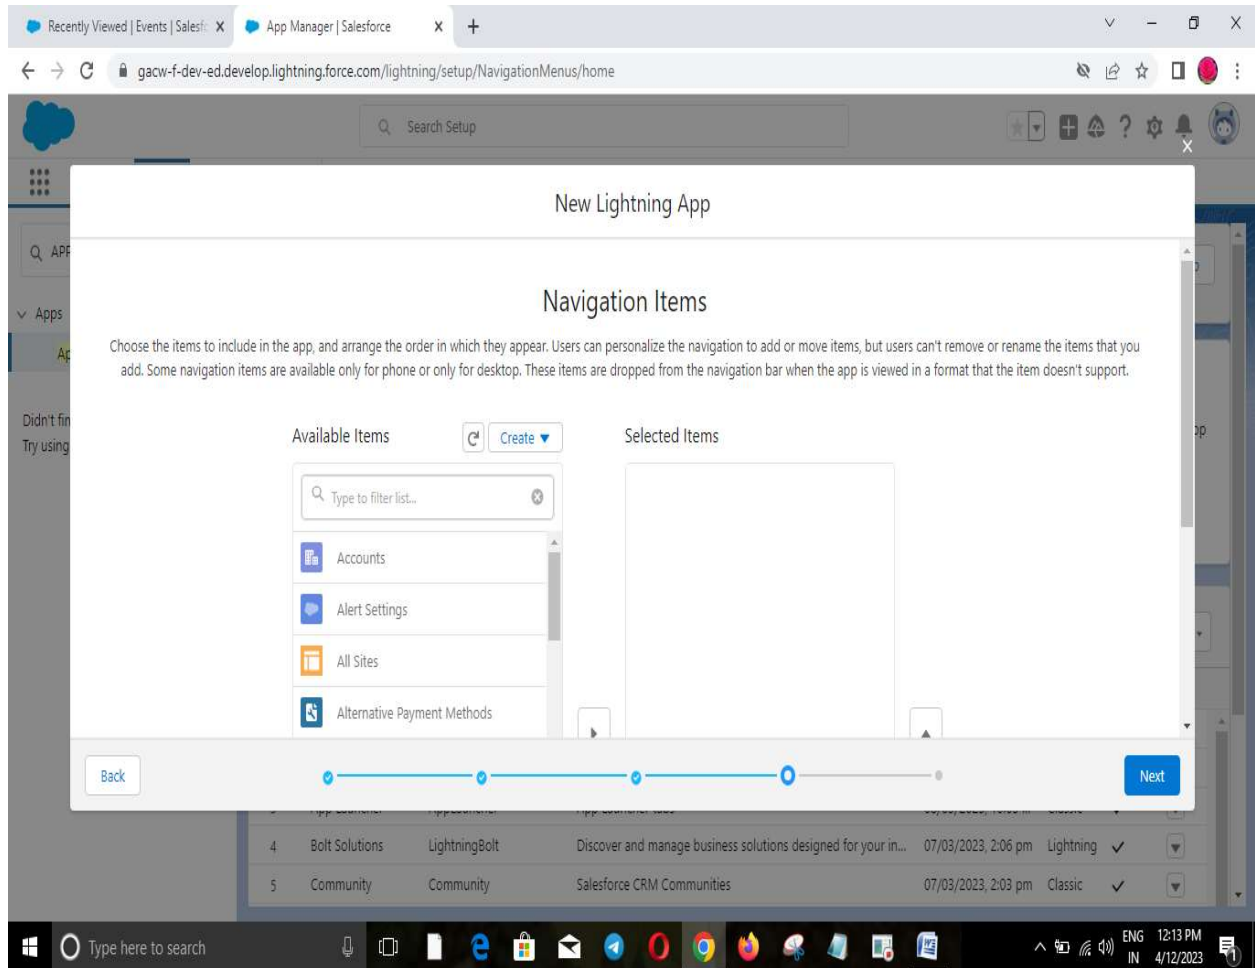 Recently Viewed | Events | Salesf
App Manager | Salesforce
gacw-f-dev-ed.develop.lightning.force.com/lightning/setup/NavigationMenus/home
Search Setup
New Lightning App
APP
Apps
Ap
Didn't fin
Try using
Navigation Items
Choose the items to include in the app, and arrange the order in which they appear. Users can personalize the navigation to add or move items, but users can't remove or rename the items that you
add. Some navigation items are available only for phone or only for desktop. These items are dropped from the navigation bar when the app is viewed in a format that the item doesn't support.
Available Items
Create
Selected Items
Type to filter list...
Accounts
Alert Settings
All Sites
Alternative Payment Methods
Back
Next
4 Bolt Solutions LightningBolt Discover and manage business solutions designed for your in... 07/03/2023, 2:06 pm Lightning
5 Community Community Salesforce CRM Communities 07/03/2023, 2:03 pm Classic
Type here to search
ENG
IN
12:13 PM
4/12/2023